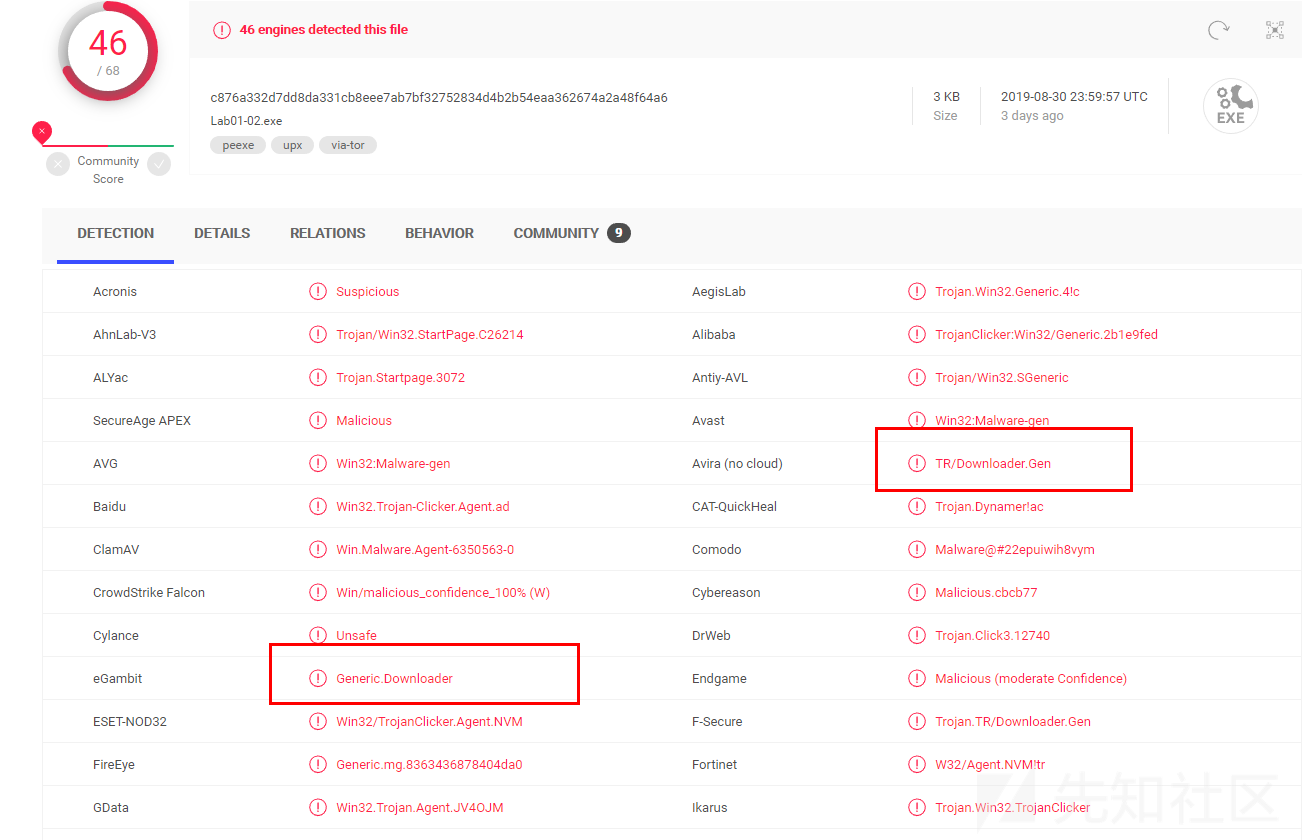 46
/ 68
46 engines detected this file
c876a332d7dd8da331cb8eee7ab7bf32752834d4b2b54eaa362674a2a48f64a6
Lab01-02.exe
peexe upx via-tor
3 KB
Size
2019-08-30 23:59:57 UTC
3 days ago
EXE
Community
Score
DETECTION DETAILS RELATIONS BEHAVIOR COMMUNITY 9
Acronis Suspicious AegisLab Trojan.Win32.Generic.4!c
AhnLab-V3 Trojan/Win32.StartPage.C26214 Alibaba TrojanClicker:Win32/Generic.2b1e9fed
ALYac Trojan.Startpage.3072 Antiy-AVL Trojan/Win32.SGeneric
SecureAge APEX Malicious Avast Win32:Malware-gen
AVG Win32:Malware-gen Avira (no cloud) TR/Downloader.Gen
Baidu Win32.Trojan-Clicker.Agent.ad CAT-QuickHeal Trojan.Dynamer!ac
ClamAV Win.Malware.Agent-6350563-0 Comodo Malware@#22epuiwih8vym
CrowdStrike Falcon Win/malicious_confidence_100% (W) Cybereason Malicious.cbcb77
Cylance Unsafe DrWeb Trojan.Click3.12740
eGambit Generic.Downloader Endgame Malicious (moderate Confidence)
ESET-NOD32 Win32/TrojanClicker.Agent.NVM F-Secure Trojan.TR/Downloader.Gen
FireEye Generic.mg.8363436878404da0 Fortinet W32/Agent.NVM!tr
GData Win32.Trojan.Agent.JV4OJM Ikarus Trojan.Win32.TrojanClicker
先知社区